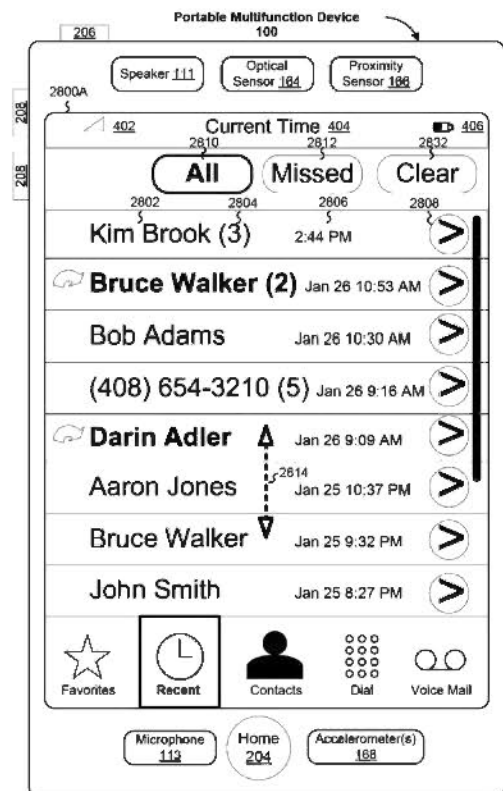 Portable Multifunction Device
100
206
Speaker 111
Optical
Sensor 164
Proximity
Sensor 166
2800A
208
208
402
Current Time 404
406
2810
2812
2832
All
Missed
Clear
2802
2804
2806
2808
Kim Brook (3) 2:44 PM >
Bruce Walker (2) Jan 26 10:53 AM >
Bob Adams Jan 26 10:30 AM >
(408) 654-3210 (5) Jan 26 9:16 AM >
Darin Adler Jan 26 9:09 AM >
2814
Aaron Jones Jan 25 10:37 PM >
Bruce Walker Jan 25 9:32 PM >
John Smith Jan 25 8:27 PM >
Favorites
Recent
Contacts
Dial
Voice Mail
Microphone
113
Home
204
Accelerometer(s)
168